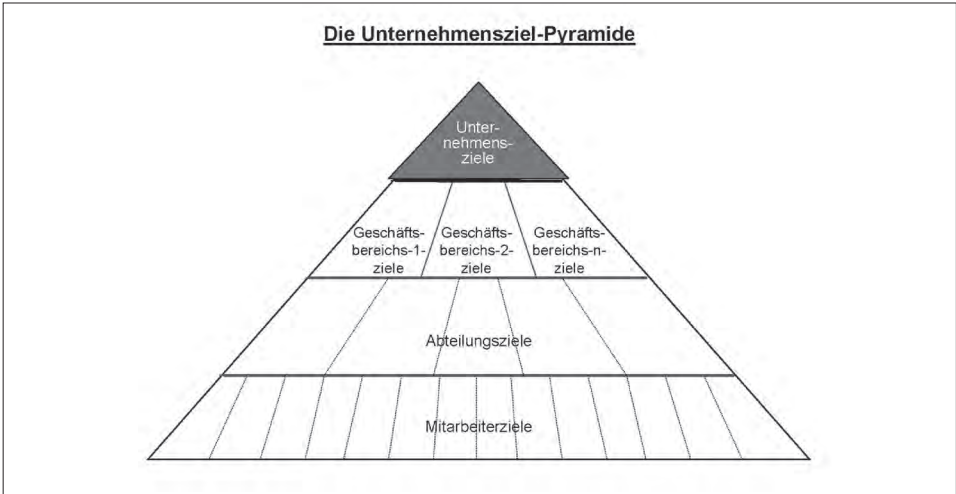 Die Unternehmensziel-Pyramide
Unter-
nehmens-
ziele
Geschäfts- Geschäfts- Geschäfts-
bereichs-1- bereichs-2- bereichs-n-
ziele ziele ziele
Abteilungsziele
Mitarbeiterziele